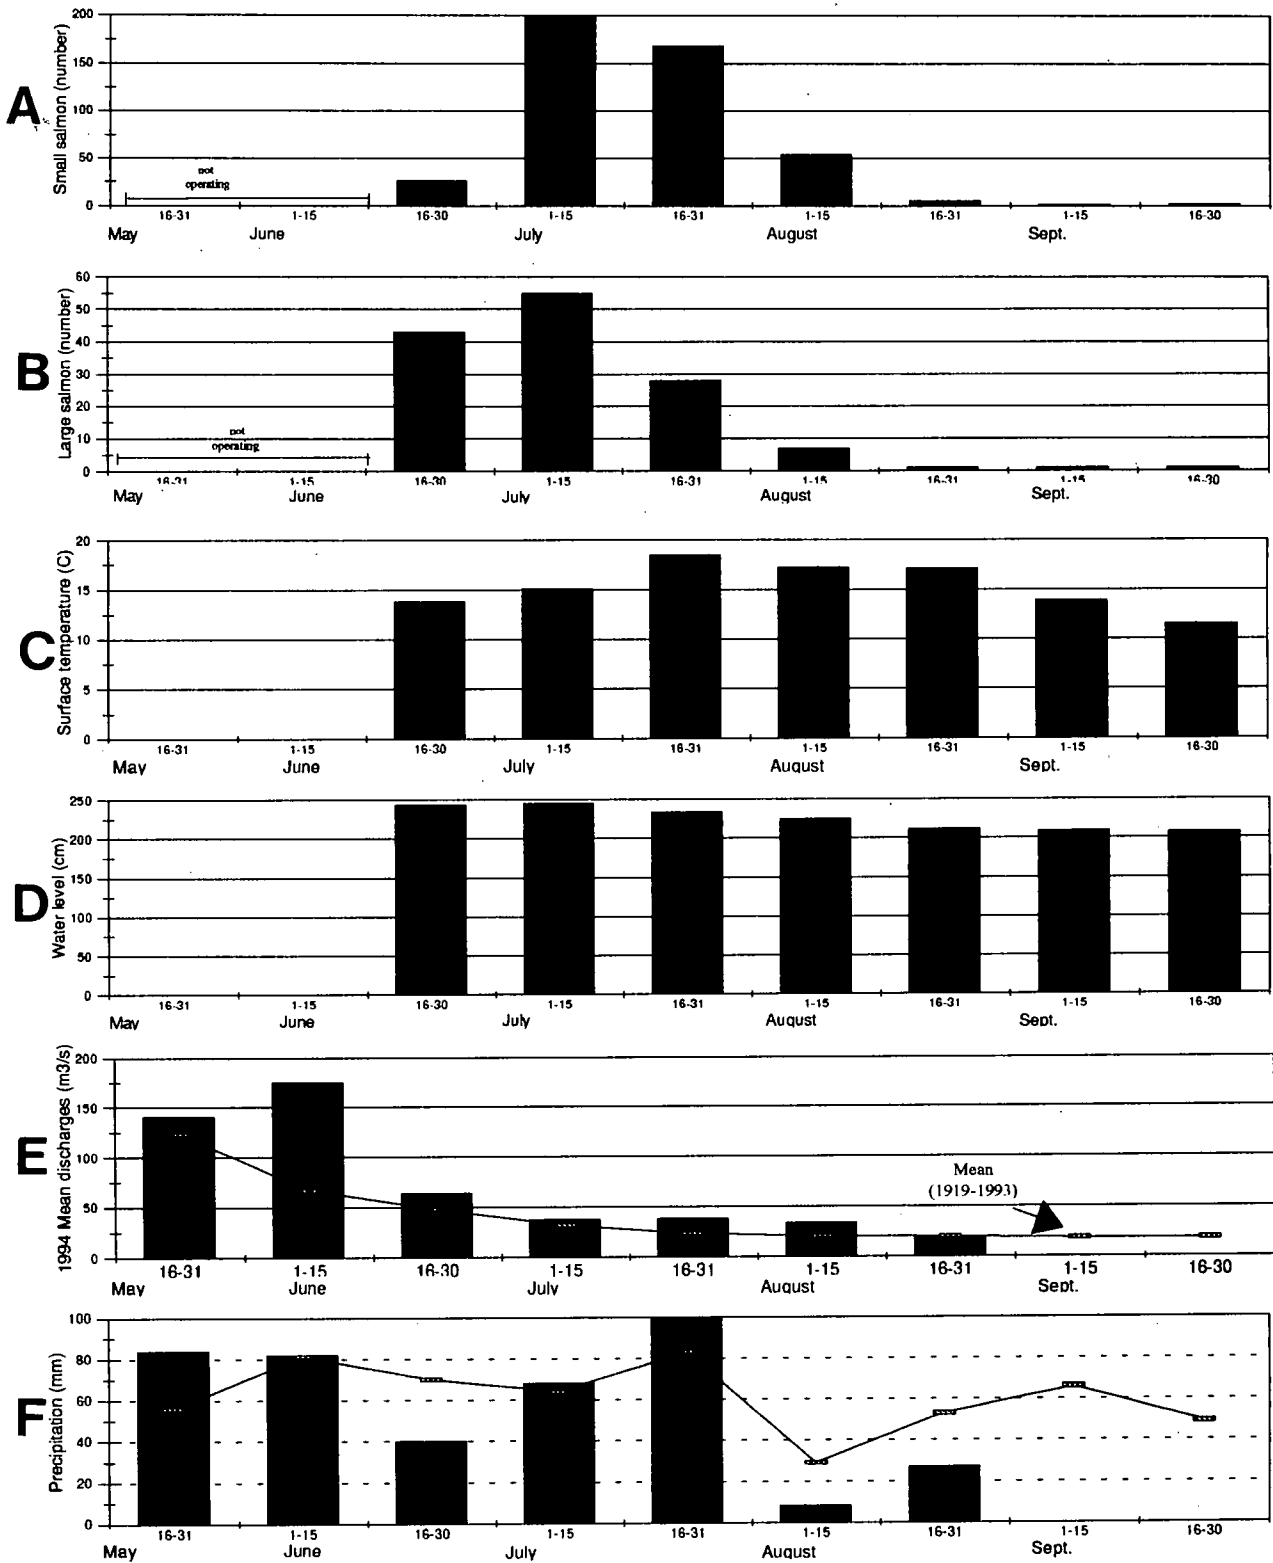 A
Small salmon (number)
200
150
100
50
0
not
operating
16-31 1-15 16-30 1-15 16-31 1-15 16-31 1-15 16-30
May June July August Sept.
B
Large salmon (number)
60
50
40
30
20
10
0
not
operating
16-31 1-15 16-30 1-15 16-31 1-15 16-31 1-15 16-30
May June July August Sept.
C
Surface temperature (C)
20
15
10
5
0
16-31 1-15 16-30 1-15 16-31 1-15 16-31 1-15 16-30
May June July August Sept.
D
Water level (cm)
250
200
150
100
50
0
16-31 1-15 16-30 1-15 16-31 1-15 16-31 1-15 16-30
May June July August Sept.
E
1994 Mean discharges (m3/s)
200
150
100
50
0
Mean
(1919-1993)
16-31 1-15 16-30 1-15 16-31 1-15 16-31 1-15 16-30
May June July August Sept.
F
Precipitation (mm)
100
80
60
40
20
0
16-31 1-15 16-30 1-15 16-31 1-15 16-31 1-15 16-30
May June July August Sept.